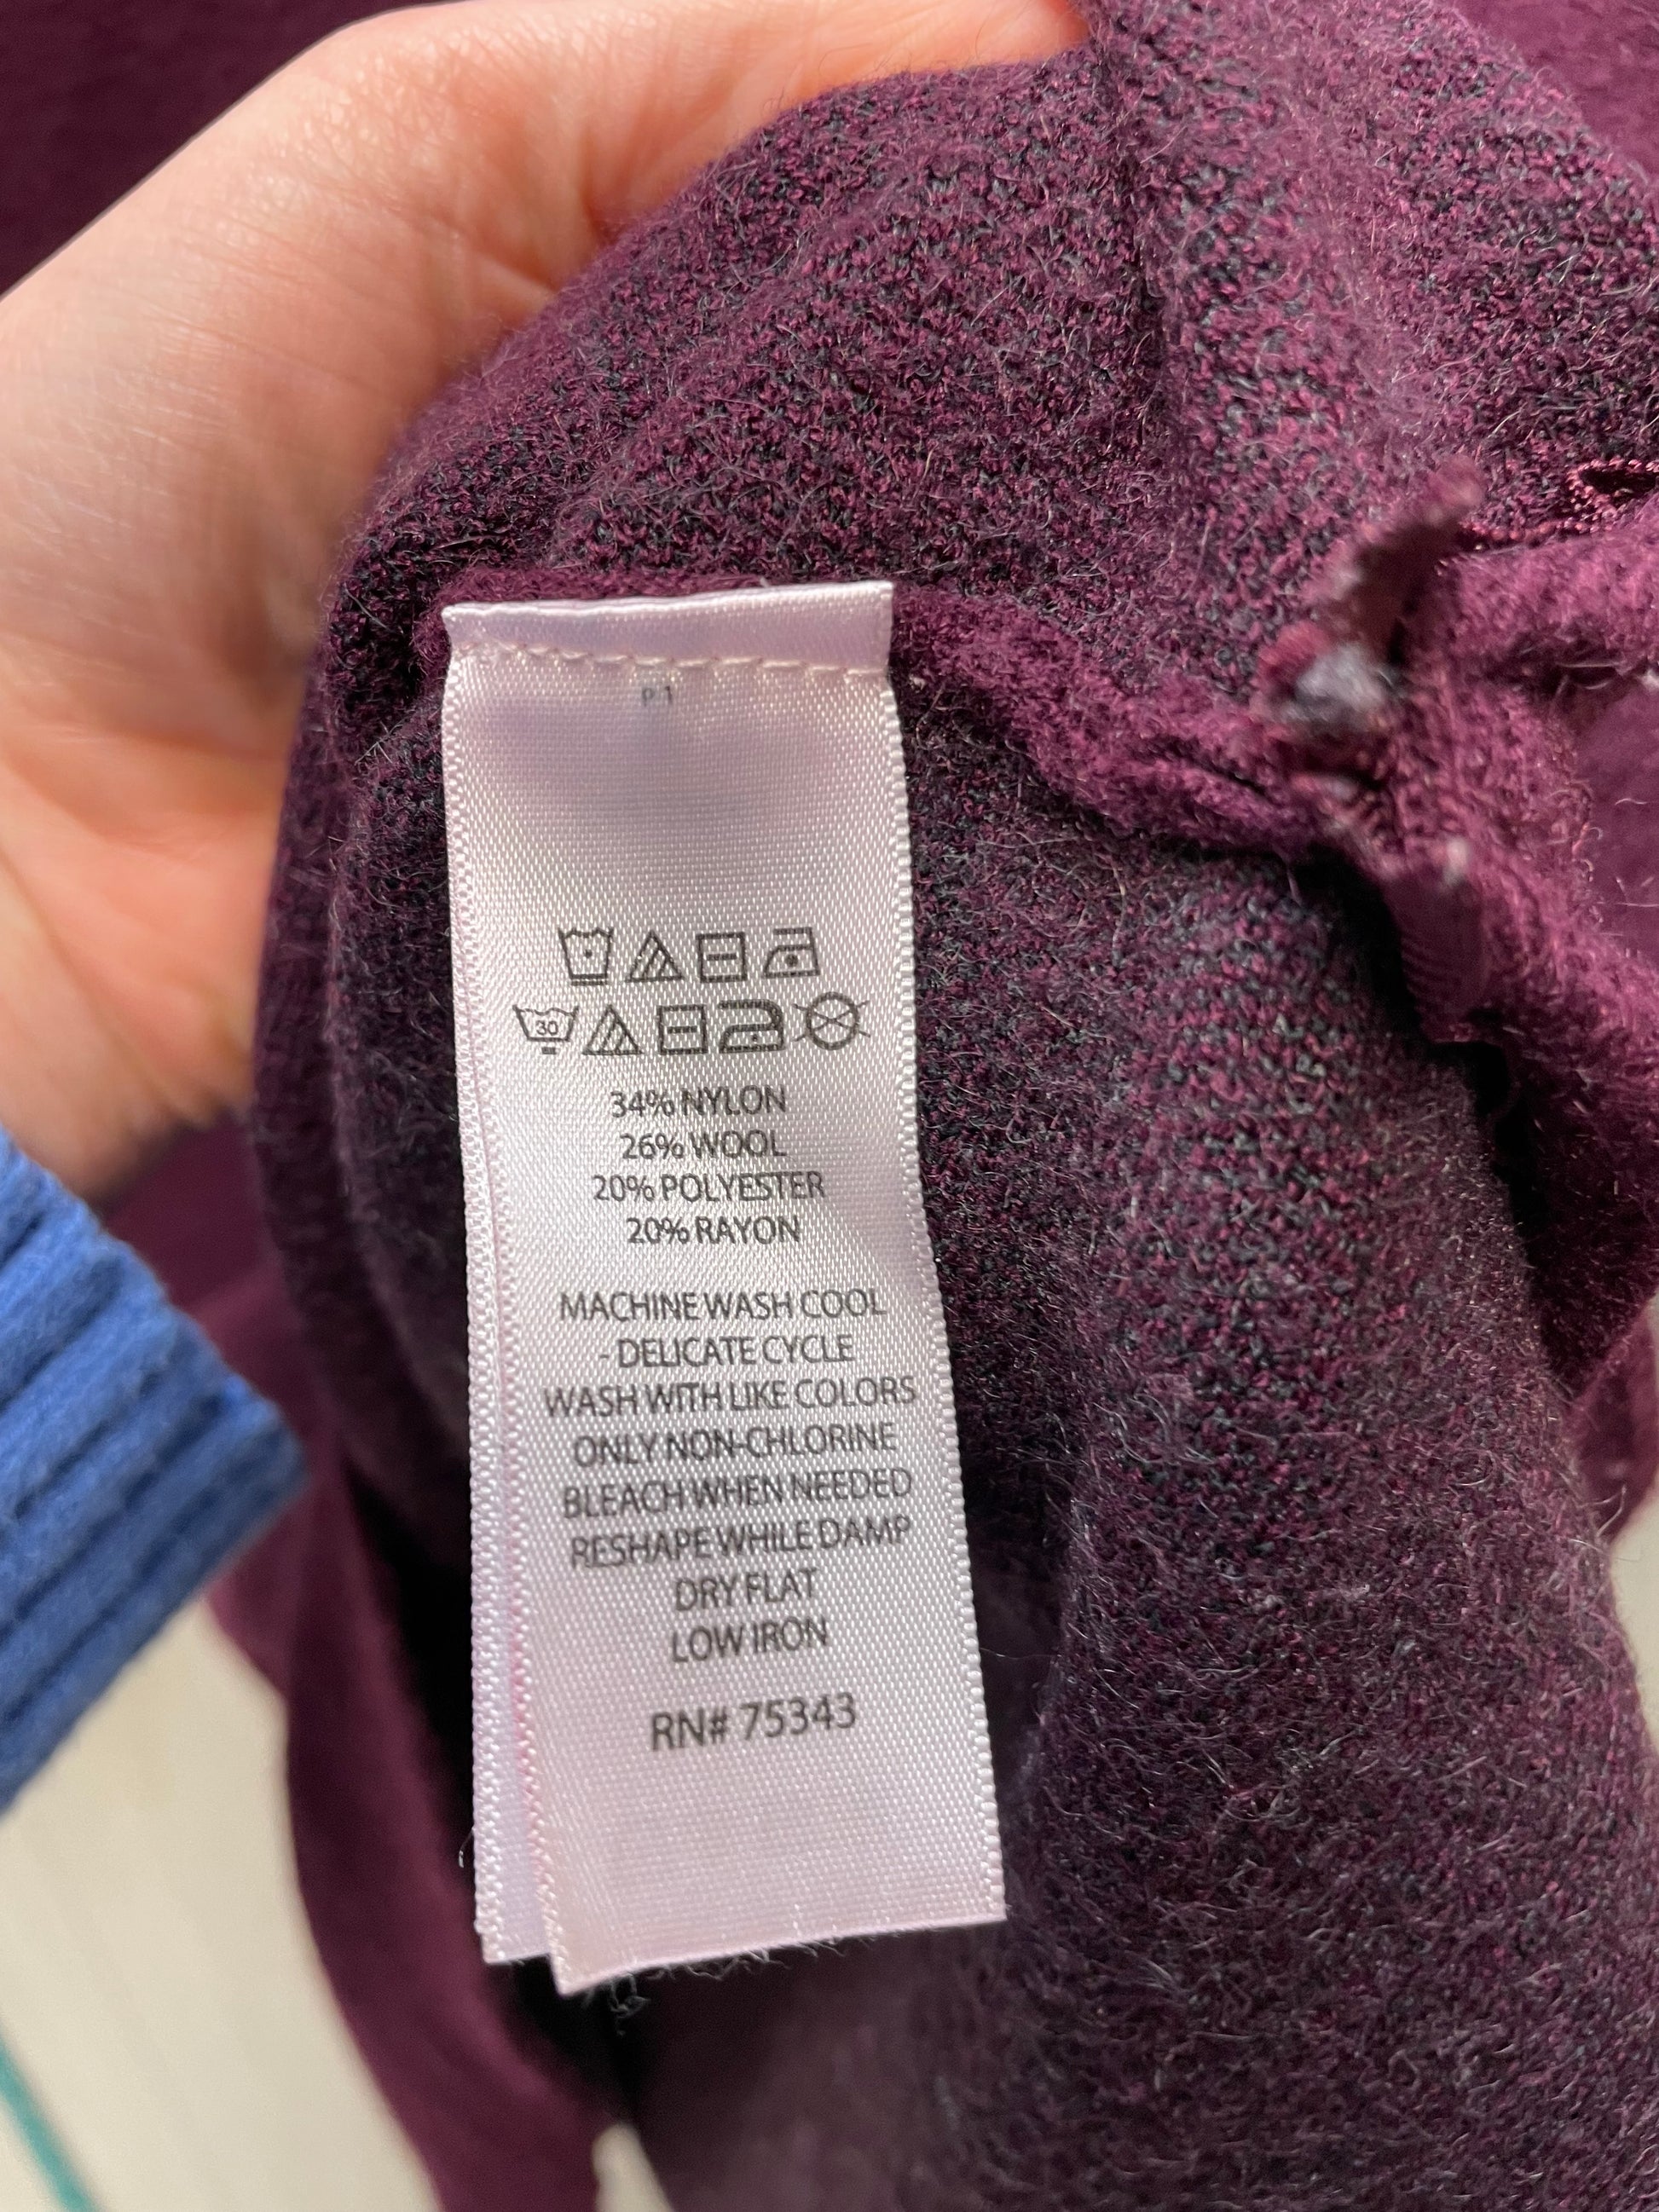 P1
30
34% NYLON
26% WOOL
20% POLYESTER
20% RAYON
MACHINE WASH COOL
- DELICATE CYCLE
WASH WITH LIKE COLORS
ONLY NON-CHLORINE
BLEACH WHEN NEEDED
RESHAPE WHILE DAMP
DRY FLAT
LOW IRON
RN# 75343